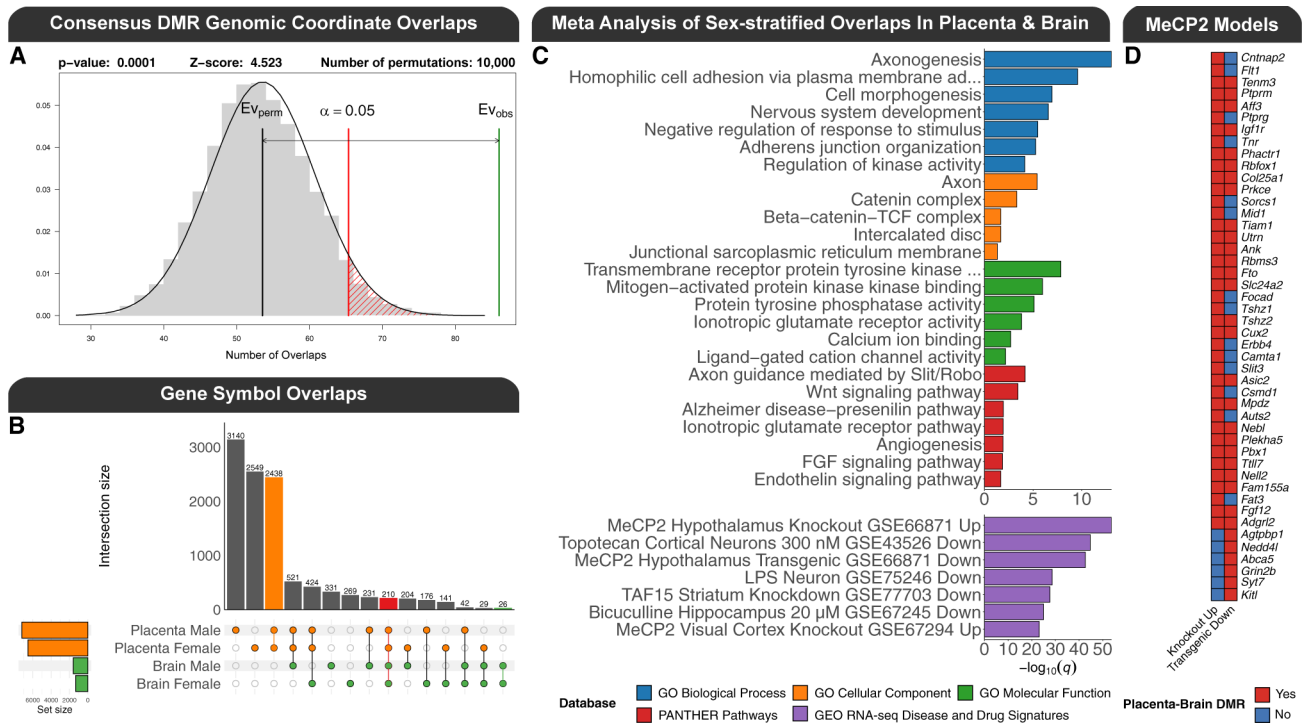 Consensus DMR Genomic Coordinate Overlaps
A
p-value: 0.0001 Z-score: 4.523 Number of permutations: 10,000
Evperm α = 0.05 Evobs
0.05
0.04
0.03
0.02
0.01
0.00
30 40 50 60 70 80
Number of Overlaps
Gene Symbol Overlaps
B
Intersection size
3000
2000
1000
0
3140 2549 2438 521 424 331 269 231 210 204 176 141 42 29 26
Placenta Male
Placenta Female
Brain Male
Brain Female
6000 4000 2000 0
Set size
Meta Analysis of Sex-stratified Overlaps In Placenta & Brain
C
Axonogenesis
Homophilic cell adhesion via plasma membrane ad...
Cell morphogenesis
Nervous system development
Negative regulation of response to stimulus
Adherens junction organization
Regulation of kinase activity
Axon
Catenin complex
Beta−catenin−TCF complex
Intercalated disc
Junctional sarcoplasmic reticulum membrane
Transmembrane receptor protein tyrosine kinase ...
Mitogen−activated protein kinase kinase binding
Protein tyrosine phosphatase activity
Ionotropic glutamate receptor activity
Calcium ion binding
Ligand−gated cation channel activity
Axon guidance mediated by Slit/Robo
Wnt signaling pathway
Alzheimer disease−presenilin pathway
Ionotropic glutamate receptor pathway
Angiogenesis
FGF signaling pathway
Endothelin signaling pathway
0 5 10
MeCP2 Hypothalamus Knockout GSE66871 Up
Topotecan Cortical Neurons 300 nM GSE43526 Down
MeCP2 Hypothalamus Transgenic GSE66871 Down
LPS Neuron GSE75246 Down
TAF15 Striatum Knockdown GSE77703 Down
Bicuculline Hippocampus 20 µM GSE67245 Down
MeCP2 Visual Cortex Knockout GSE67294 Up
0 10 20 30 40 50
−log10(q)
Database
GO Biological Process
GO Cellular Component
GO Molecular Function
PANTHER Pathways
GEO RNA-seq Disease and Drug Signatures
MeCP2 Models
D
Cntnap2
Flt1
Tenm3
Ptprm
Aff3
Ptprg
Igf1r
Tnr
Phactr1
Rbfox1
Col25a1
Prkce
Sorcs1
Mid1
Tiam1
Utrn
Ank
Rbms3
Fto
Slc24a2
Focad
Tshz1
Tshz2
Cux2
Erbb4
Camta1
Slit3
Asic2
Csmd1
Mpdz
Auts2
Nebl
Plekha5
Pbx1
Ttll7
Nell2
Fam155a
Fat3
Fgf12
Adgrl2
Agtpbp1
Nedd4l
Abca5
Grin2b
Syt7
Kitl
Knockout Up
Transgenic Down
Placenta-Brain DMR
Yes
No